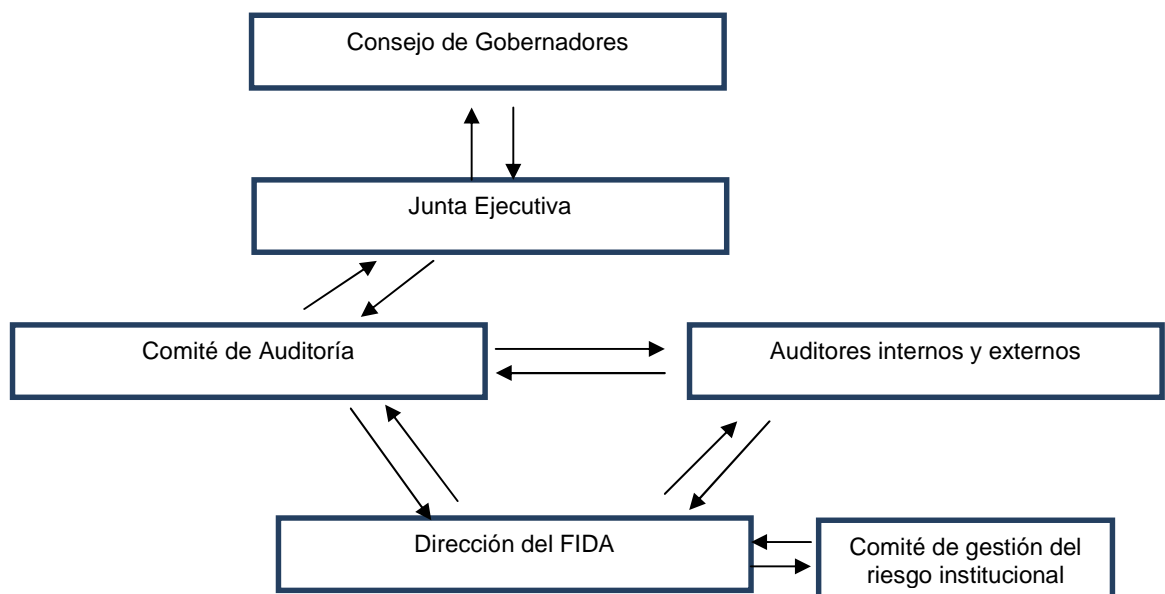 Consejo de Gobernadores
Junta Ejecutiva
Comité de Auditoría
Auditores internos y externos
Dirección del FIDA
Comité de gestión del
riesgo institucional